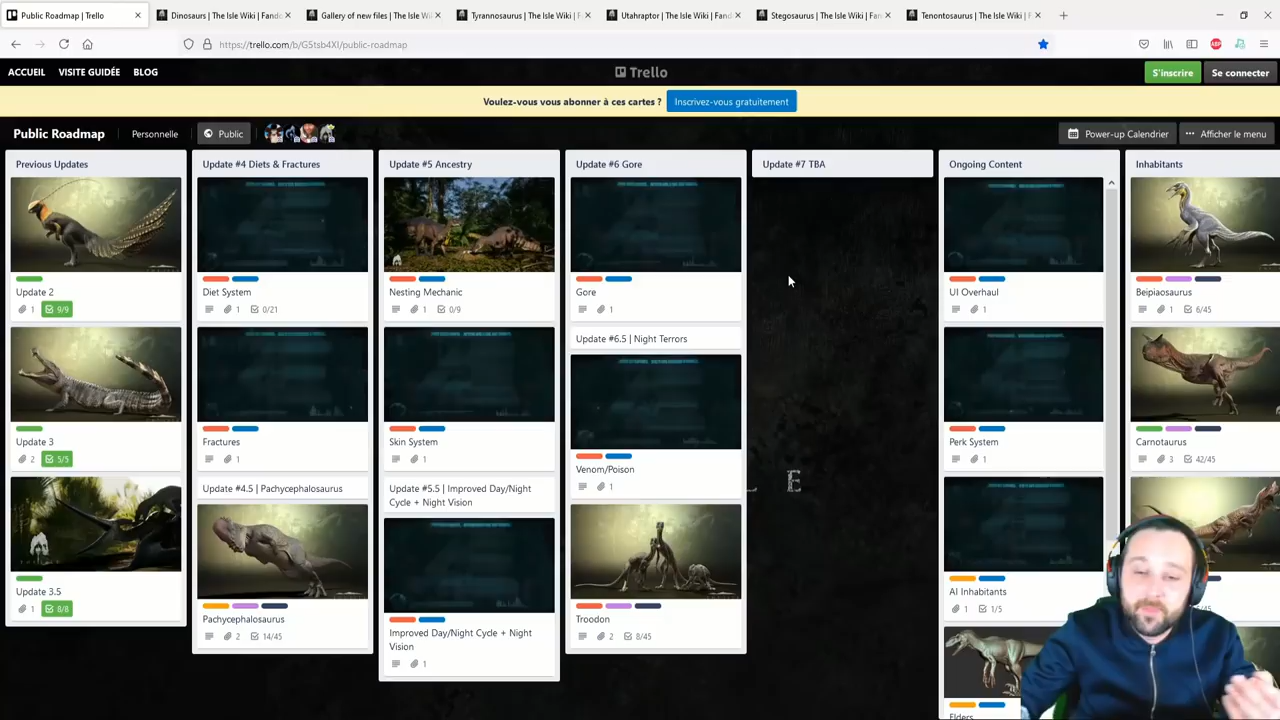 Public Roadmap | Trello
Dinosaurs | The Isle Wiki | Fando
Gallery of new files | The Isle Wi
Tyrannosaurus | The Isle Wiki | F
Utahraptor | The Isle Wiki | Fand
Stegosaurus | The Isle Wiki | Fan
Tenontosaurus | The Isle Wiki | F
https://trello.com/b/G5tsb4XI/public-roadmap
ACCUEIL
VISITE GUIDÉE
BLOG
Trello
S'inscrire
Se connecter
Voulez-vous vous abonner à ces cartes ?
Inscrivez-vous gratuitement
Public Roadmap
Personnelle
Public
Power-up Calendrier
Afficher le menu
Previous Updates
Update 2
1
9/9
Update 3
2
5/5
Update 3.5
1
8/8
Update #4 Diets & Fractures
Diet System
1
0/21
Fractures
1
Update #4.5 | Pachycephalosaurus
Pachycephalosaurus
2
14/45
Update #5 Ancestry
Nesting Mechanic
1
0/9
Skin System
1
Update #5.5 | Improved Day/Night
Cycle + Night Vision
Improved Day/Night Cycle + Night
Vision
1
Update #6 Gore
Gore
1
Update #6.5 | Night Terrors
Venom/Poison
1
Troodon
2
8/45
Update #7 TBA
L E
Ongoing Content
UI Overhaul
1
Perk System
1
AI Inhabitants
1
1/5
Elders
Inhabitants
Beipiaosaurus
1
6/45
Carnotaurus
3
42/45